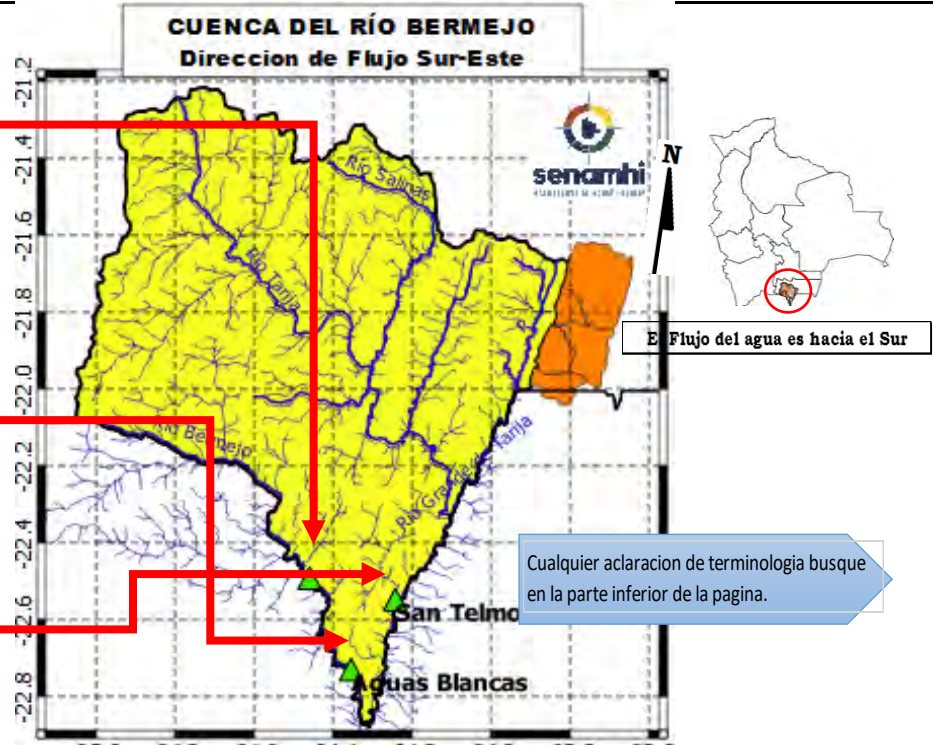 CUENCA DEL RÍO BERMEJO
Direccion de Flujo Sur-Este
-21.2
-21.4
-21.6
-21.8
-22.0
-22.2
-22.4
-22.6
-22.8
senamhi
N
Río Salinas
Río Tarija
Río Bermejo
Río Grande de Tarija
El Flujo del agua es hacia el Sur
Cualquier aclaracion de terminologia busque
en la parte inferior de la pagina.
San Telmo
Aguas Blancas